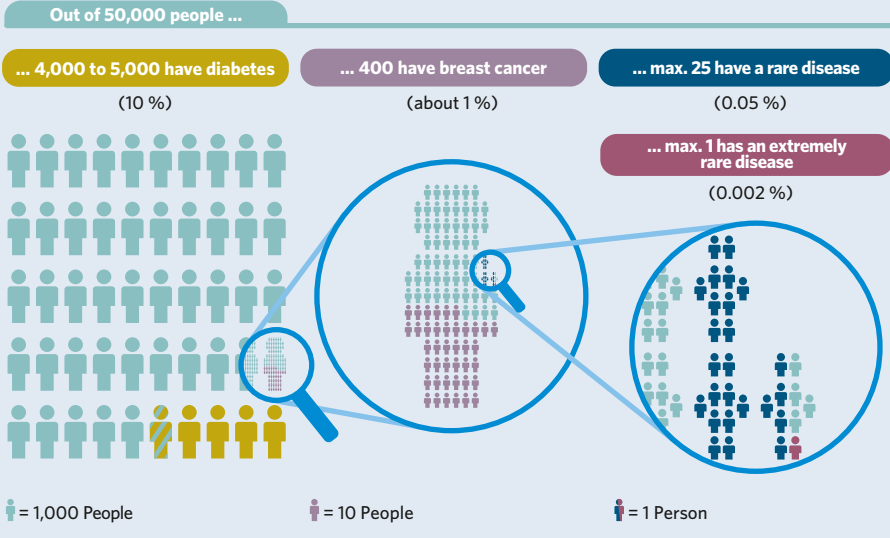 Out of 50,000 people ...
... 4,000 to 5,000 have diabetes
(10 %)
... 400 have breast cancer
(about 1 %)
... max. 25 have a rare disease
(0.05 %)
... max. 1 has an extremely
rare disease
(0.002 %)
= 1,000 People
= 10 People
= 1 Person